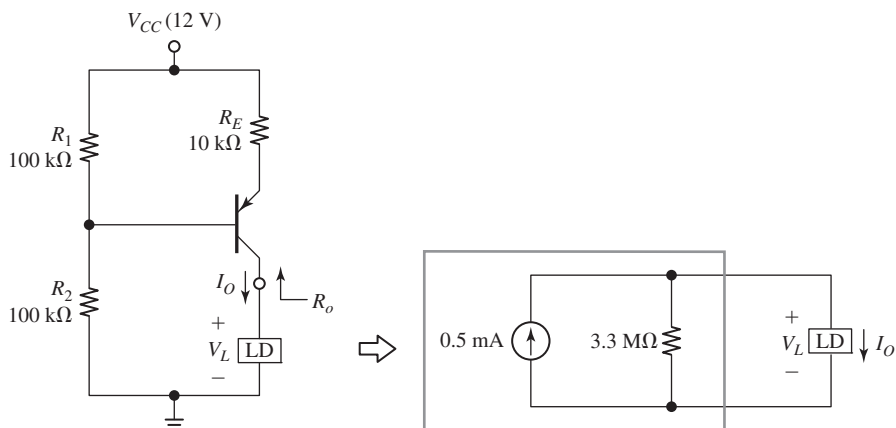 V_CC (12 V)
R_1
100 kΩ
R_E
10 kΩ
R_2
100 kΩ
I_O
R_o
+
V_L
LD
−
0.5 mA
3.3 MΩ
+
V_L
LD
I_O
−